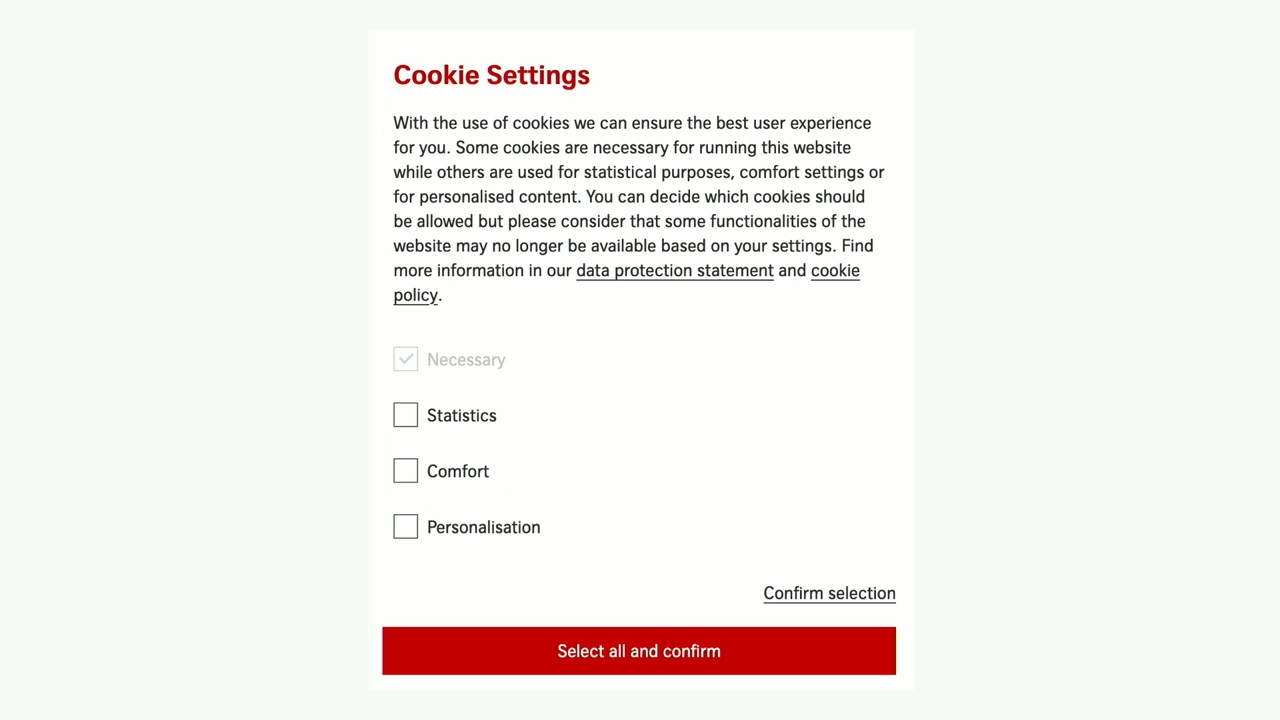 Cookie Settings
With the use of cookies we can ensure the best user experience
for you. Some cookies are necessary for running this website
while others are used for statistical purposes, comfort settings or
for personalised content. You can decide which cookies should
be allowed but please consider that some functionalities of the
website may no longer be available based on your settings. Find
more information in our data protection statement and cookie
policy.
Necessary
Statistics
Comfort
Personalisation
Confirm selection
Select all and confirm